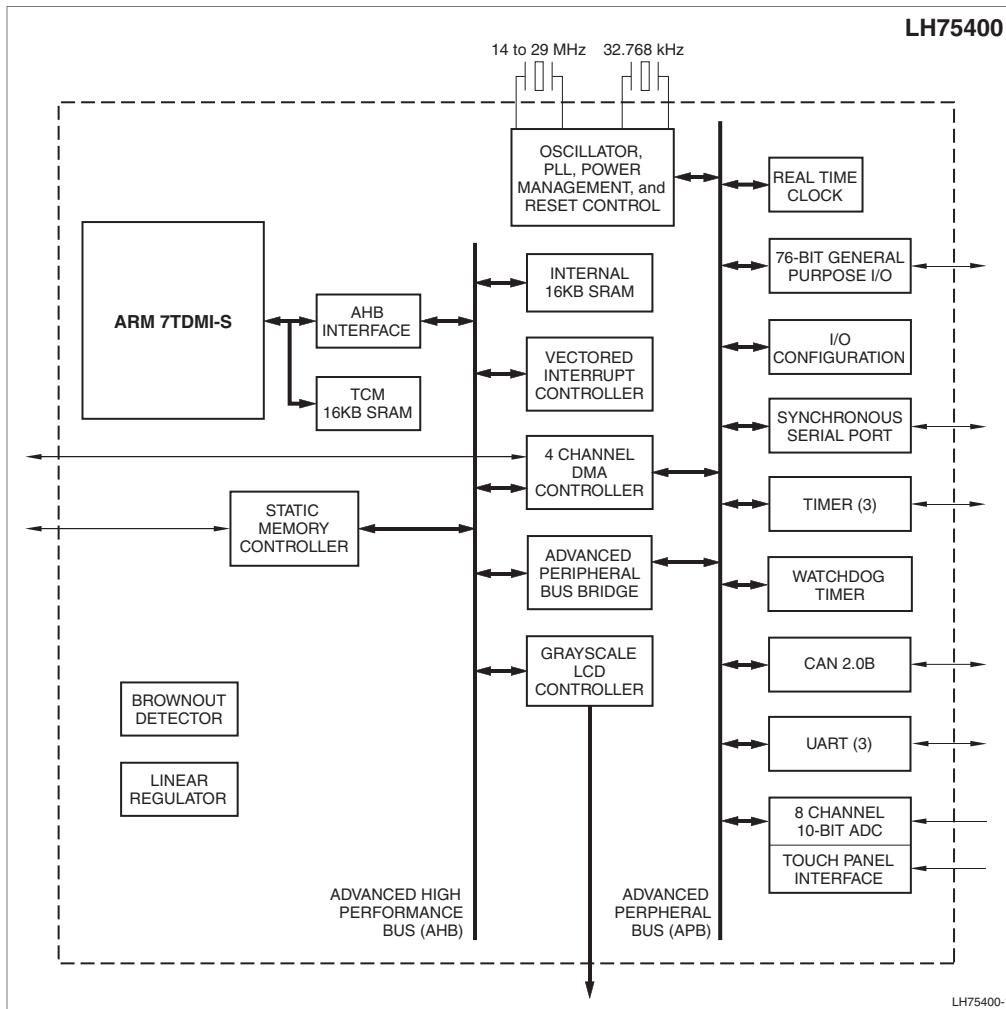 LH75400
14 to 29 MHz
32.768 kHz
OSCILLATOR,
PLL, POWER
MANAGEMENT, and
RESET CONTROL
REAL TIME
CLOCK
ARM 7TDMI-S
AHB
INTERFACE
TCM
16KB SRAM
INTERNAL
16KB SRAM
76-BIT GENERAL
PURPOSE I/O
VECTORED
INTERRUPT
CONTROLLER
I/O
CONFIGURATION
4 CHANNEL
DMA
CONTROLLER
SYNCHRONOUS
SERIAL PORT
STATIC
MEMORY
CONTROLLER
TIMER (3)
ADVANCED
PERIPHERAL
BUS BRIDGE
WATCHDOG
TIMER
GRAYSCALE
LCD
CONTROLLER
CAN 2.0B
BROWNOUT
DETECTOR
UART (3)
LINEAR
REGULATOR
8 CHANNEL
10-BIT ADC
TOUCH PANEL
INTERFACE
ADVANCED HIGH
PERFORMANCE
BUS (AHB)
ADVANCED
PERPHERAL
BUS (APB)
LH75400-